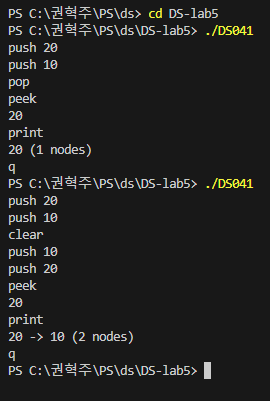 PS C:\권혁주\PS\ds> cd DS-lab5
PS C:\권혁주\PS\ds\DS-lab5> ./DS041
push 20
push 10
pop
peek
20
print
20 (1 nodes)
q
PS C:\권혁주\PS\ds\DS-lab5> ./DS041
push 20
push 10
clear
push 10
push 20
peek
20
print
20 -> 10 (2 nodes)
q
PS C:\권혁주\PS\ds\DS-lab5>